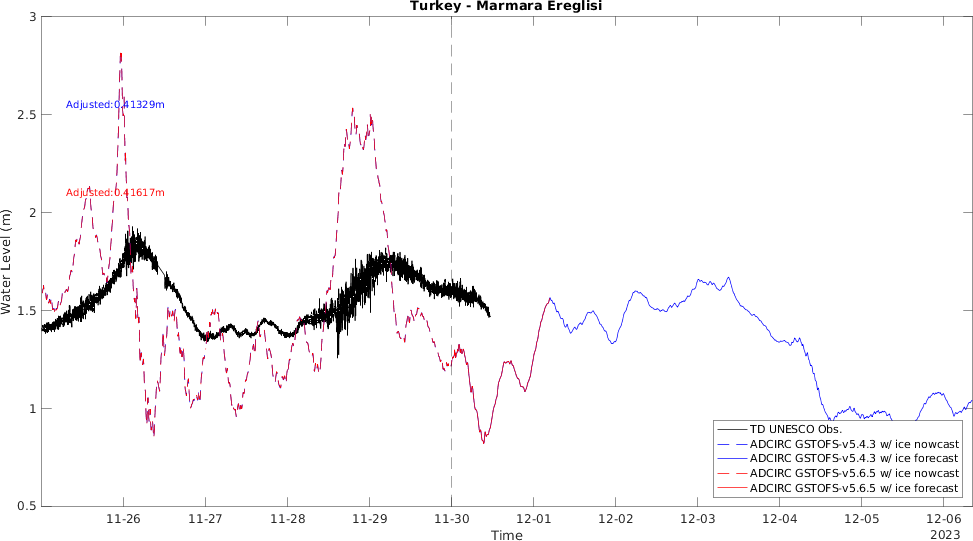 Turkey - Marmara Ereglisi
3
2.5
2
1.5
1
0.5
Water Level (m)
Adjusted:0.41329m
Adjusted:0.41617m
TD UNESCO Obs.
ADCIRC GSTOFS-v5.4.3 w/ ice nowcast
ADCIRC GSTOFS-v5.4.3 w/ ice forecast
ADCIRC GSTOFS-v5.6.5 w/ ice nowcast
ADCIRC GSTOFS-v5.6.5 w/ ice forecast
11-26 11-27 11-28 11-29 11-30 12-01 12-02 12-03 12-04 12-05 12-06
Time 2023